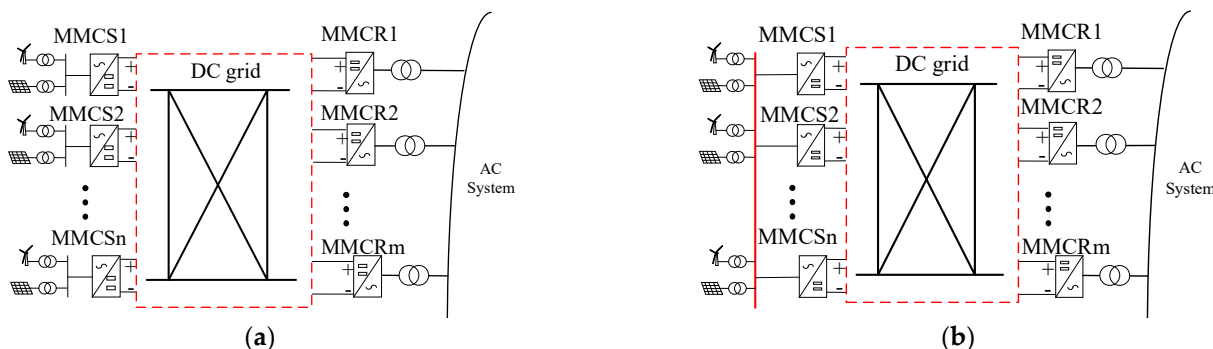 MMCS1
+
-
MMCS2
+
-
MMCSn
+
-
DC grid
MMCR1
+
-
MMCR2
+
-
MMCRm
+
-
AC
System
(a)
MMCS1
+
-
MMCS2
+
-
MMCSn
+
-
DC grid
MMCR1
+
-
MMCR2
+
-
MMCRm
+
-
AC
System
(b)